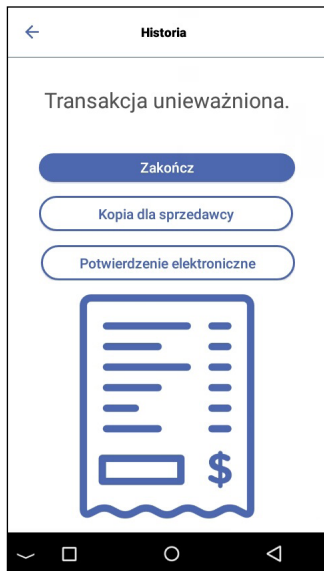 Historia
Transakcja unieważniona.
Zakończ
Kopia dla sprzedawcy
Potwierdzenie elektroniczne
$